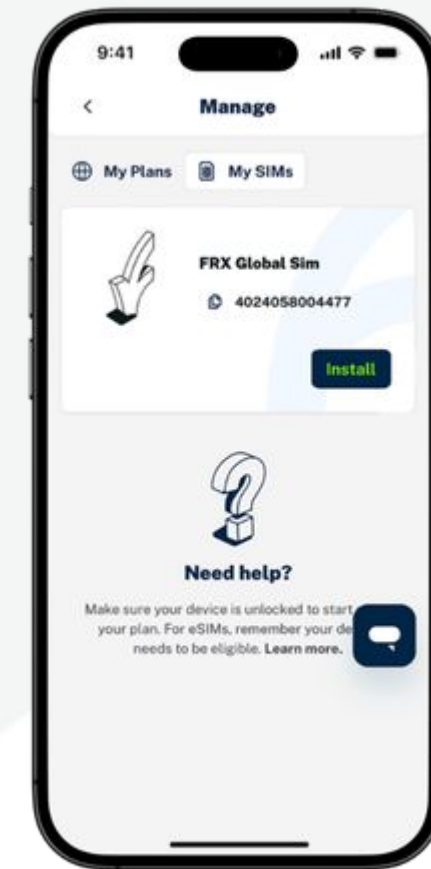 9:41
Manage
My Plans My SIMs
FRX Global Sim
4024058004477
Install
Need help?
Make sure your device is unlocked to start
your plan. For eSIMs, remember your
needs to be eligible. Learn more.